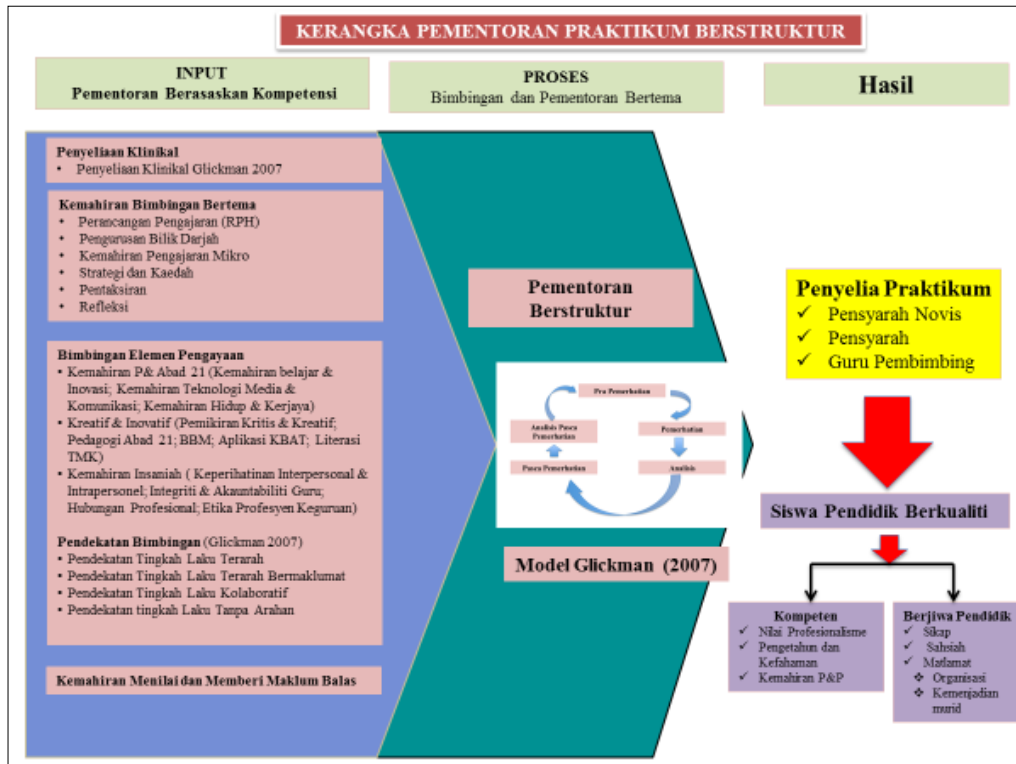 KERANGKA PEMENTORAN PRAKTIKUM BERSTRUKTUR
INPUT
Pementoran Berasaskan Kompetensi
PROSES
Bimbingan dan Pementoran Bertema
Hasil
Penyeliaan Klinikal
• Penyeliaan Klinikal Glickman 2007
Kemahiran Bimbingan Bertema
• Perancangan Pengajaran (RPH)
• Pengurusan Bilik Darjah
• Kemahiran Pengajaran Mikro
• Strategi dan Kaedah
• Pentaksiran
• Refleksi
Bimbingan Elemen Pengayaan
• Kemahiran P& Abad 21 (Kemahiran belajar &
Inovasi; Kemahiran Teknologi Media &
Komunikasi; Kemahiran Hidup & Kerjaya)
• Kreatif & Inovatif (Pemikiran Kritis & Kreatif;
Pedagogi Abad 21; BBM; Aplikasi KBAT; Literasi
TMK)
• Kemahiran Insaniah ( Keperihatinan Interpersonal &
Intrapersonel; Integriti & Akauntabiliti Guru;
Hubungan Profesional; Etika Profesyen Keguruan)
Pendekatan Bimbingan (Glickman 2007)
▪ Pendekatan Tingkah Laku Terarah
▪ Pendekatan Tingkah Laku Terarah Bermaklumat
▪ Pendekatan Tingkah Laku Kolaboratif
▪ Pendekatan tingkah Laku Tanpa Arahan
Kemahiran Menilai dan Memberi Maklum Balas
Pementoran
Berstruktur
Pra Pemerhatian
Pemerhatian
Analisis
Pasca Pemerhatian
Analisis Pasca
Pemerhatian
Model Glickman (2007)
Penyelia Praktikum
✓ Pensyarah Novis
✓ Pensyarah
✓ Guru Pembimbing
Siswa Pendidik Berkualiti
Kompeten
✓ Nilai Profesionalisme
✓ Pengetahun dan
Kefahaman
✓ Kemahiran P&P
Berjiwa Pendidik
✓ Sikap
✓ Sahsiah
✓ Matlamat
❖ Organisasi
❖ Kemenjadian
murid